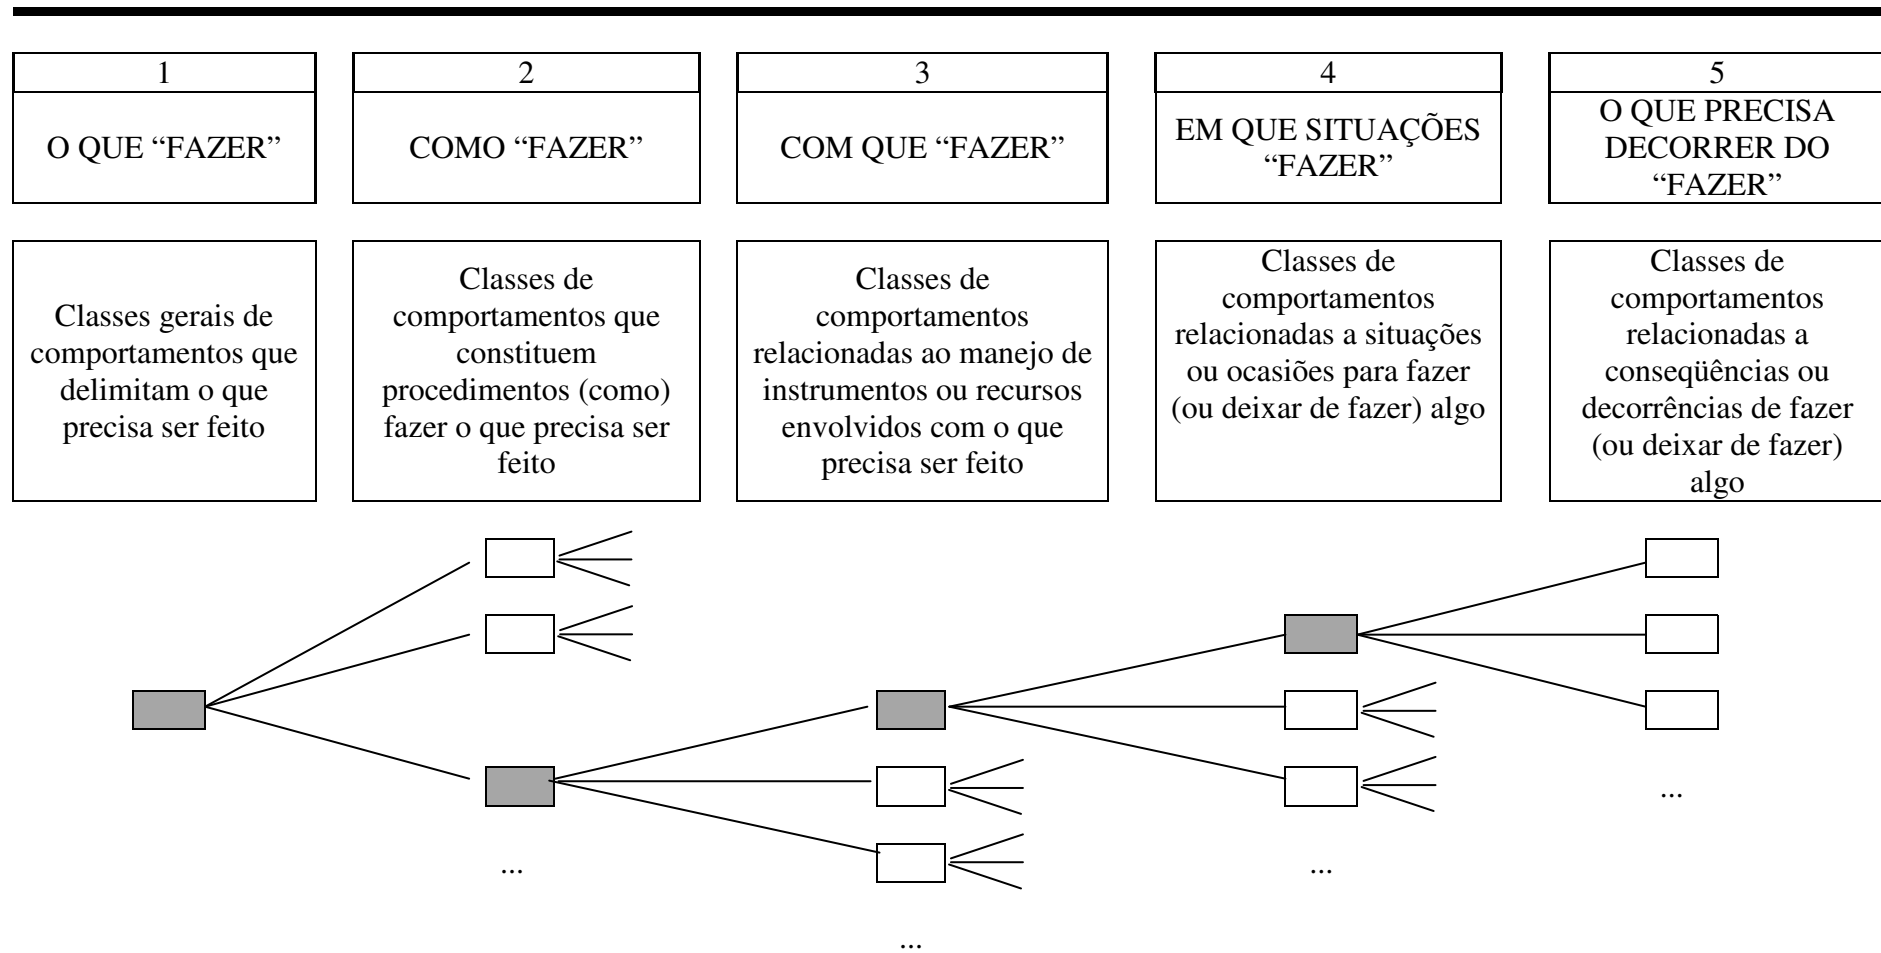 1
O QUE “FAZER”
2
COMO “FAZER”
3
COM QUE “FAZER”
4
EM QUE SITUAÇÕES
“FAZER”
5
O QUE PRECISA
DECORRER DO
“FAZER”
Classes gerais de
comportamentos que
delimitam o que
precisa ser feito
Classes de
comportamentos que
constituem
procedimentos (como)
fazer o que precisa ser
feito
Classes de
comportamentos
relacionadas ao manejo de
instrumentos ou recursos
envolvidos com o que
precisa ser feito
Classes de
comportamentos
relacionadas a situações
ou ocasiões para fazer
(ou deixar de fazer) algo
Classes de
comportamentos
relacionadas a
conseqüências ou
decorrências de fazer
(ou deixar de fazer)
algo
...
...
...
...